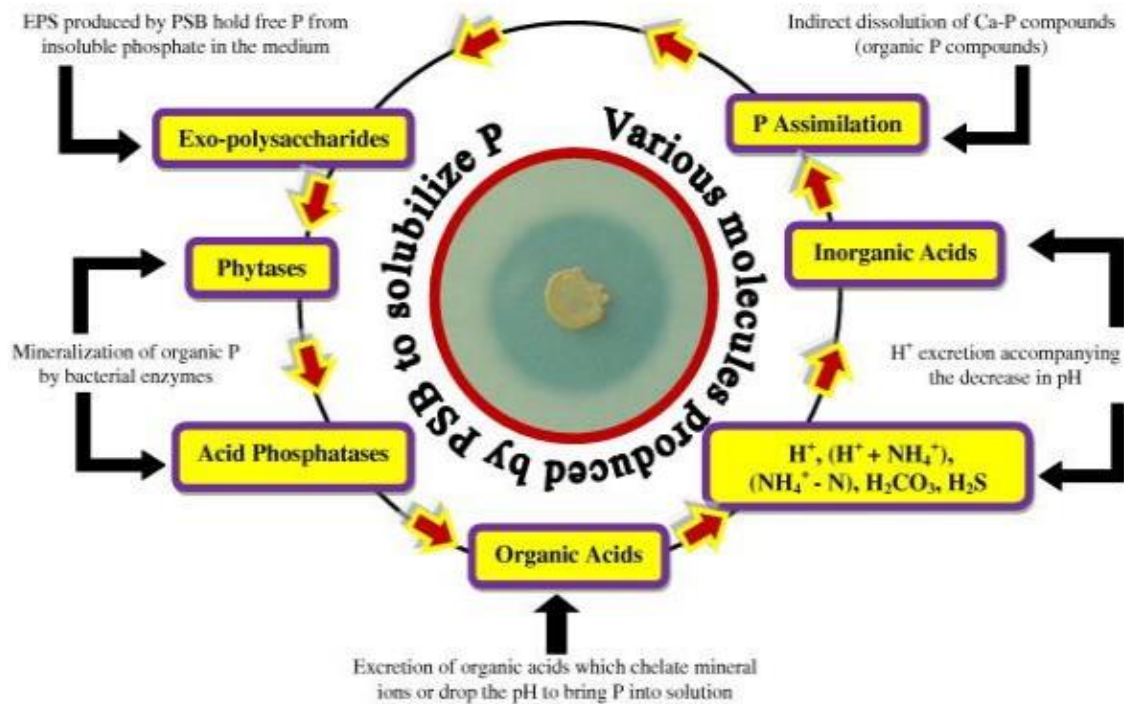 EPS produced by PSB hold free P from
insoluble phosphate in the medium
Indirect dissolution of Ca-P compounds
(organic P compounds)
Exo-polysaccharides
P Assimilation
Various molecules produced by PSB to solubilize P
Phytases
Inorganic Acids
Mineralization of organic P
by bacterial enzymes
H⁺ excretion accompanying
the decrease in pH
Acid Phosphatases
H⁺, (H⁺ + NH₄⁺),
(NH₄⁺ - N), H₂CO₃, H₂S
Organic Acids
Excretion of organic acids which chelate mineral
ions or drop the pH to bring P into solution